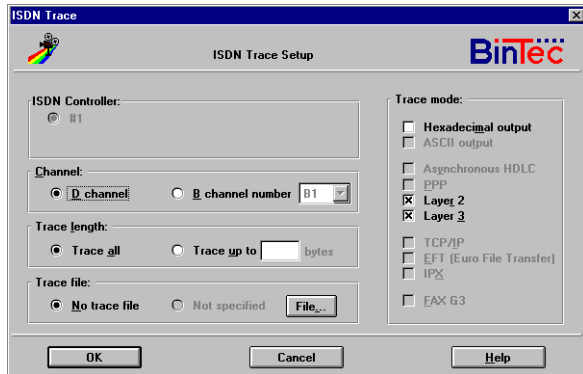 ISDN Trace
ISDN Trace Setup
BinTec
ISDN Controller:
#1
Channel:
D channel
B channel number
B1
Trace length:
Trace all
Trace up to
bytes
Trace file:
No trace file
Not specified
File...
Trace mode:
Hexadecimal output
ASCII output
Asynchronous HDLC
PPP
Layer 2
Layer 3
TCP/IP
EFT (Euro File Transfer)
IPX
FAX G3
OK
Cancel
Help